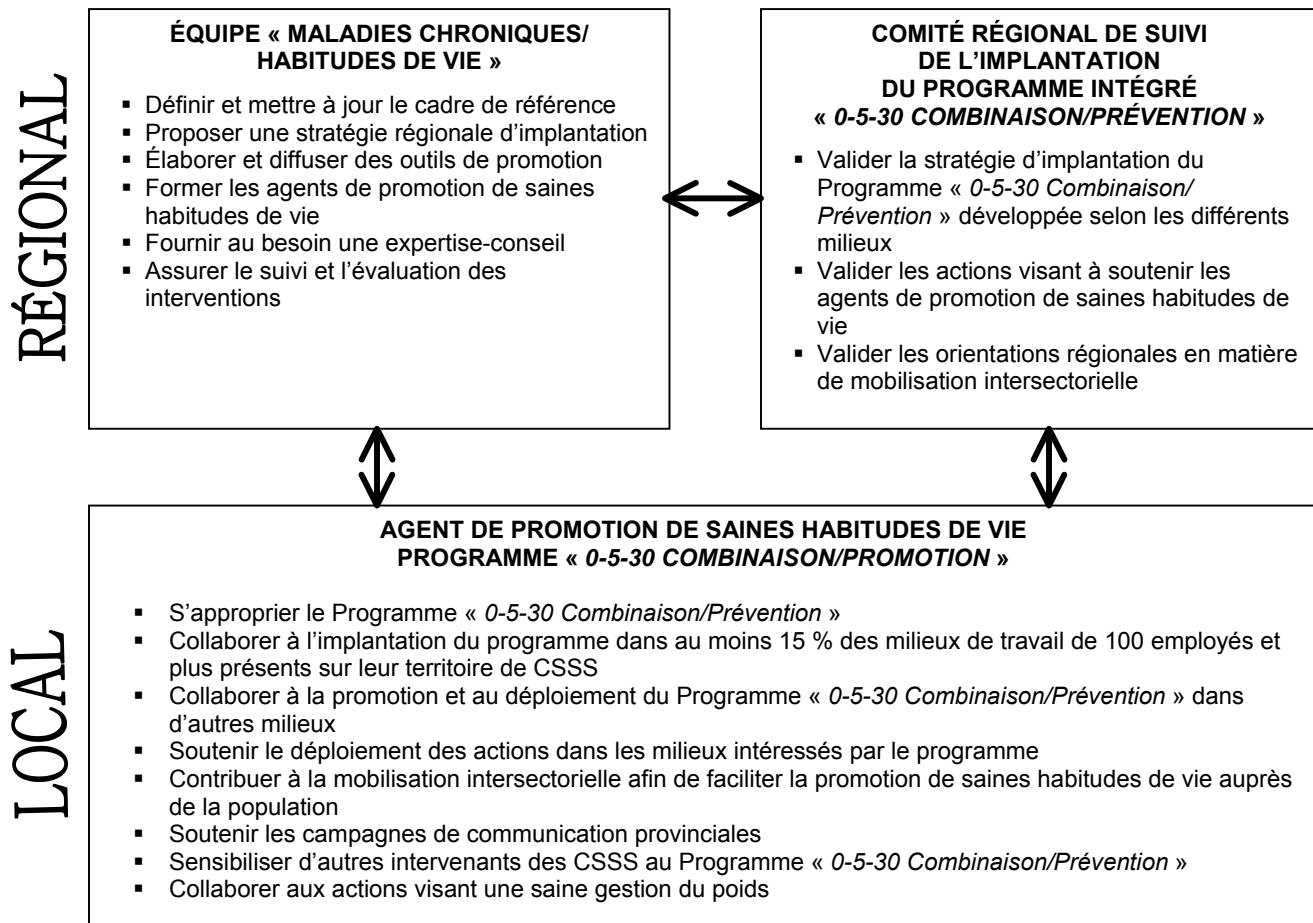 RÉGIONAL
ÉQUIPE « MALADIES CHRONIQUES/
HABITUDES DE VIE »
▪ Définir et mettre à jour le cadre de référence
▪ Proposer une stratégie régionale d’implantation
▪ Élaborer et diffuser des outils de promotion
▪ Former les agents de promotion de saines
habitudes de vie
▪ Fournir au besoin une expertise-conseil
▪ Assurer le suivi et l’évaluation des
interventions
COMITÉ RÉGIONAL DE SUIVI
DE L’IMPLANTATION
DU PROGRAMME INTÉGRÉ
« 0-5-30 COMBINAISON/PRÉVENTION »
▪ Valider la stratégie d’implantation du
Programme « 0-5-30 Combinaison/
Prévention » développée selon les différents
milieux
▪ Valider les actions visant à soutenir les
agents de promotion de saines habitudes de
vie
▪ Valider les orientations régionales en matière
de mobilisation intersectorielle
LOCAL
AGENT DE PROMOTION DE SAINES HABITUDES DE VIE
PROGRAMME « 0-5-30 COMBINAISON/PROMOTION »
▪ S’approprier le Programme « 0-5-30 Combinaison/Prévention »
▪ Collaborer à l’implantation du programme dans au moins 15 % des milieux de travail de 100 employés et
plus présents sur leur territoire de CSSS
▪ Collaborer à la promotion et au déploiement du Programme « 0-5-30 Combinaison/Prévention » dans
d’autres milieux
▪ Soutenir le déploiement des actions dans les milieux intéressés par le programme
▪ Contribuer à la mobilisation intersectorielle afin de faciliter la promotion de saines habitudes de vie auprès
de la population
▪ Soutenir les campagnes de communication provinciales
▪ Sensibiliser d’autres intervenants des CSSS au Programme « 0-5-30 Combinaison/Prévention »
▪ Collaborer aux actions visant une saine gestion du poids